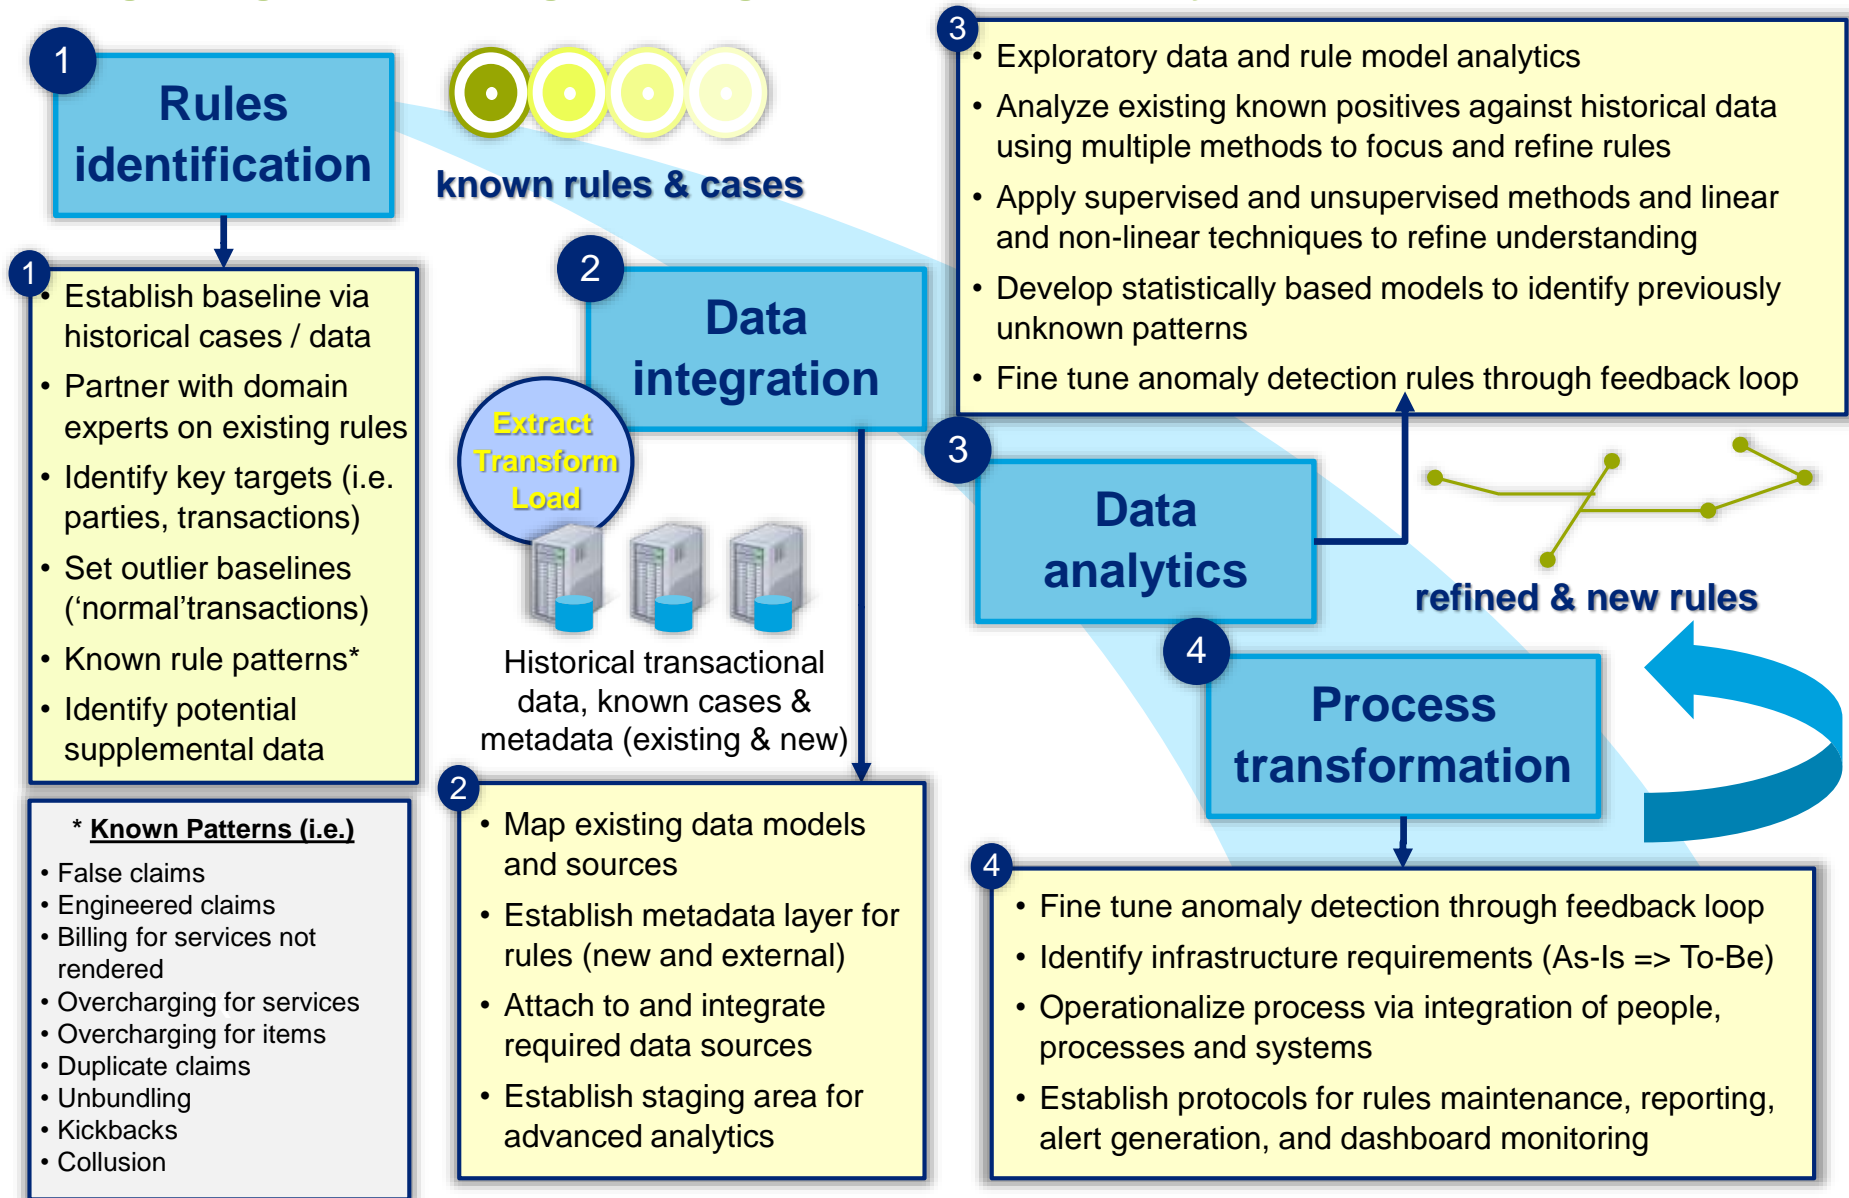 1
Rules
identification
known rules & cases
1
• Establish baseline via
historical cases / data
• Partner with domain
experts on existing rules
• Identify key targets (i.e.
parties, transactions)
• Set outlier baselines
(‘normal’transactions)
• Known rule patterns*
• Identify potential
supplemental data
* Known Patterns (i.e.)
• False claims
• Engineered claims
• Billing for services not
rendered
• Overcharging for services
• Overcharging for items
• Duplicate claims
• Unbundling
• Kickbacks
• Collusion
2
Data
integration
Extract
Transform
Load
Historical transactional
data, known cases &
metadata (existing & new)
2
• Map existing data models
and sources
• Establish metadata layer for
rules (new and external)
• Attach to and integrate
required data sources
• Establish staging area for
advanced analytics
3
• Exploratory data and rule model analytics
• Analyze existing known positives against historical data
using multiple methods to focus and refine rules
• Apply supervised and unsupervised methods and linear
and non-linear techniques to refine understanding
• Develop statistically based models to identify previously
unknown patterns
• Fine tune anomaly detection rules through feedback loop
3
Data
analytics
refined & new rules
4
Process
transformation
4
• Fine tune anomaly detection through feedback loop
• Identify infrastructure requirements (As-Is => To-Be)
• Operationalize process via integration of people,
processes and systems
• Establish protocols for rules maintenance, reporting,
alert generation, and dashboard monitoring